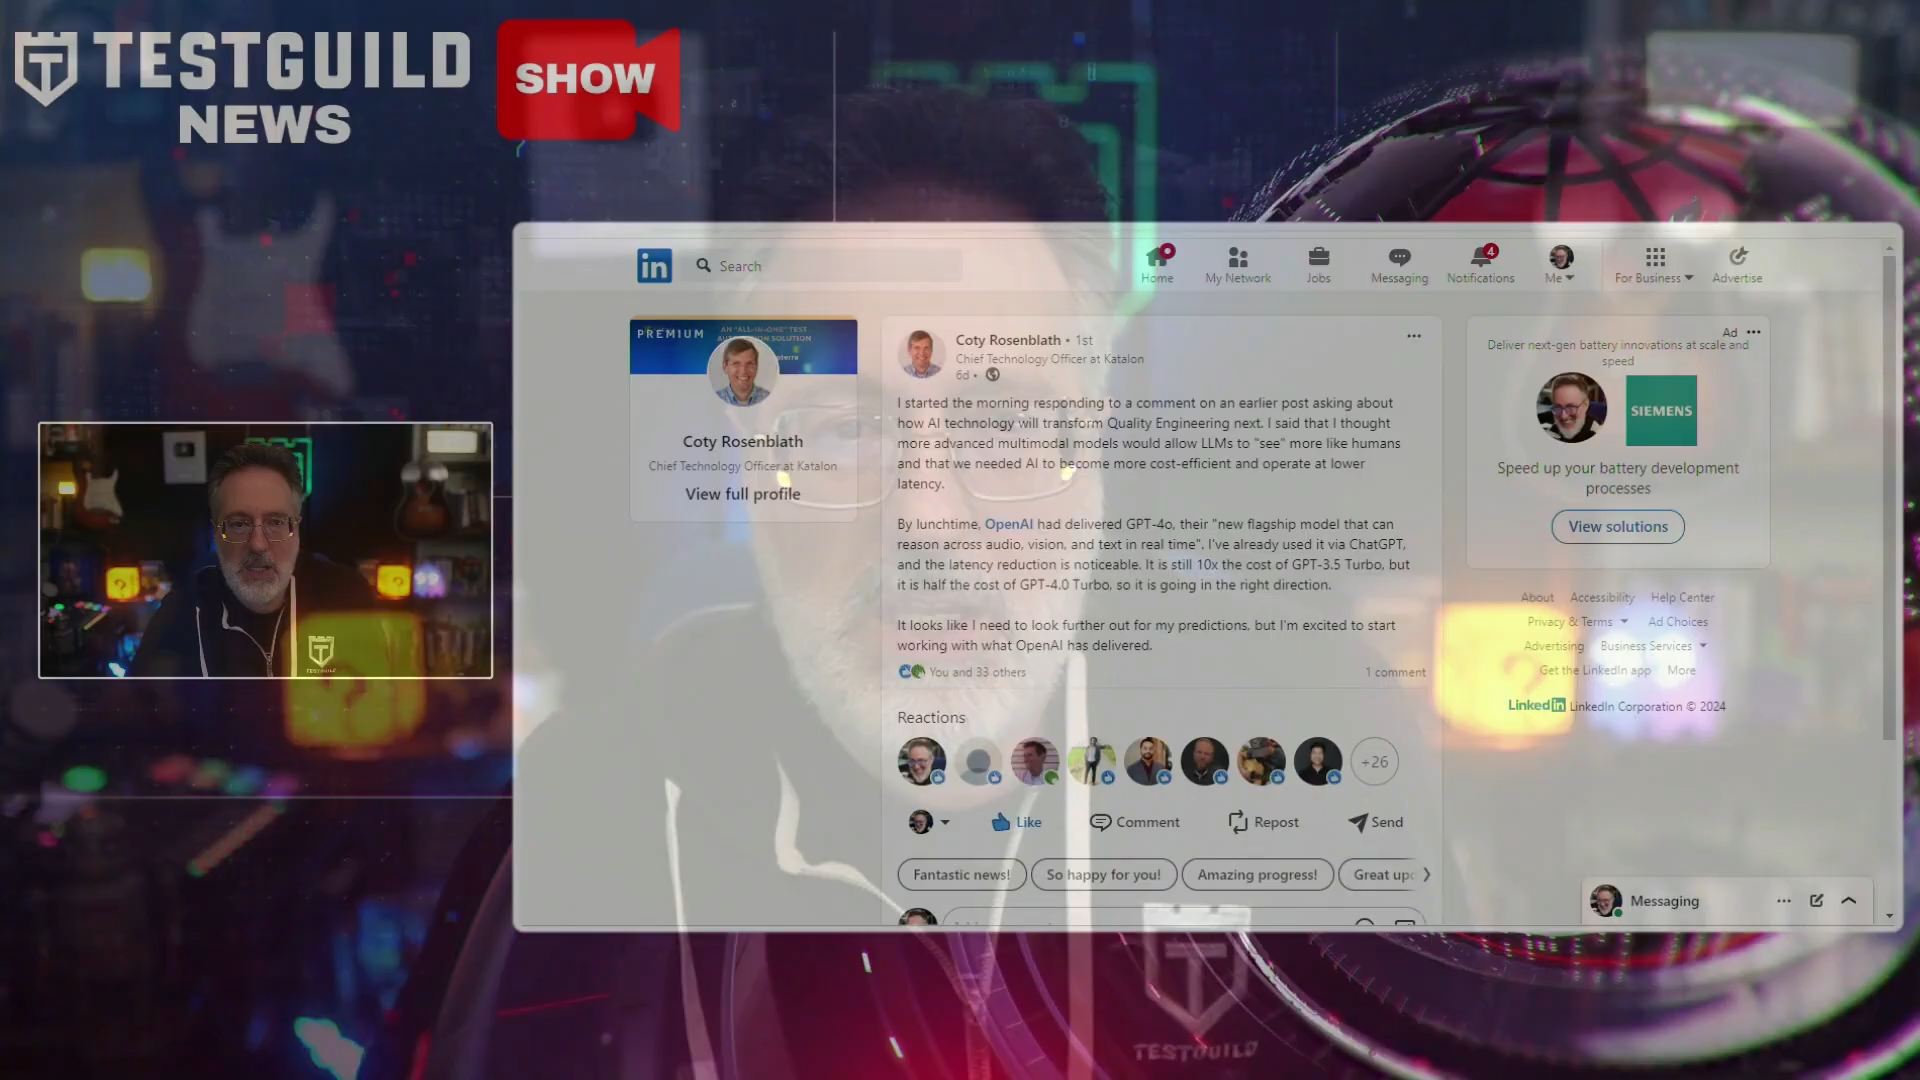 TESTGUILD
NEWS
SHOW
Search
Home
My Network
Jobs
Messaging
4
Notifications
Me
For Business
Advertise
PREMIUM
AN "ALL-IN-ONE" TEST
SOLUTION
Coty Rosenblath
Chief Technology Officer at Katalon
View full profile
Coty Rosenblath • 1st
Chief Technology Officer at Katalon
6d •
I started the morning responding to a comment on an earlier post asking about
how AI technology will transform Quality Engineering next. I said that I thought
more advanced multimodal models would allow LLMs to "see" more like humans
and that we needed AI to become more cost-efficient and operate at lower
latency.
By lunchtime, OpenAI had delivered GPT-4o, their "new flagship model that can
reason across audio, vision, and text in real time". I've already used it via ChatGPT,
and the latency reduction is noticeable. It is still 10x the cost of GPT-3.5 Turbo, but
it is half the cost of GPT-4.0 Turbo, so it is going in the right direction.
It looks like I need to look further out for my predictions, but I'm excited to start
working with what OpenAI has delivered.
You and 33 others
1 comment
Reactions
+26
Like
Comment
Repost
Send
Fantastic news!
So happy for you!
Amazing progress!
Great up
Ad
Deliver next-gen battery innovations at scale and
speed
SIEMENS
Speed up your battery development
processes
View solutions
About Accessibility Help Center
Privacy & Terms Ad Choices
Advertising Business Services
Get the LinkedIn app More
Linkedin LinkedIn Corporation © 2024
Messaging
TESTGUILD